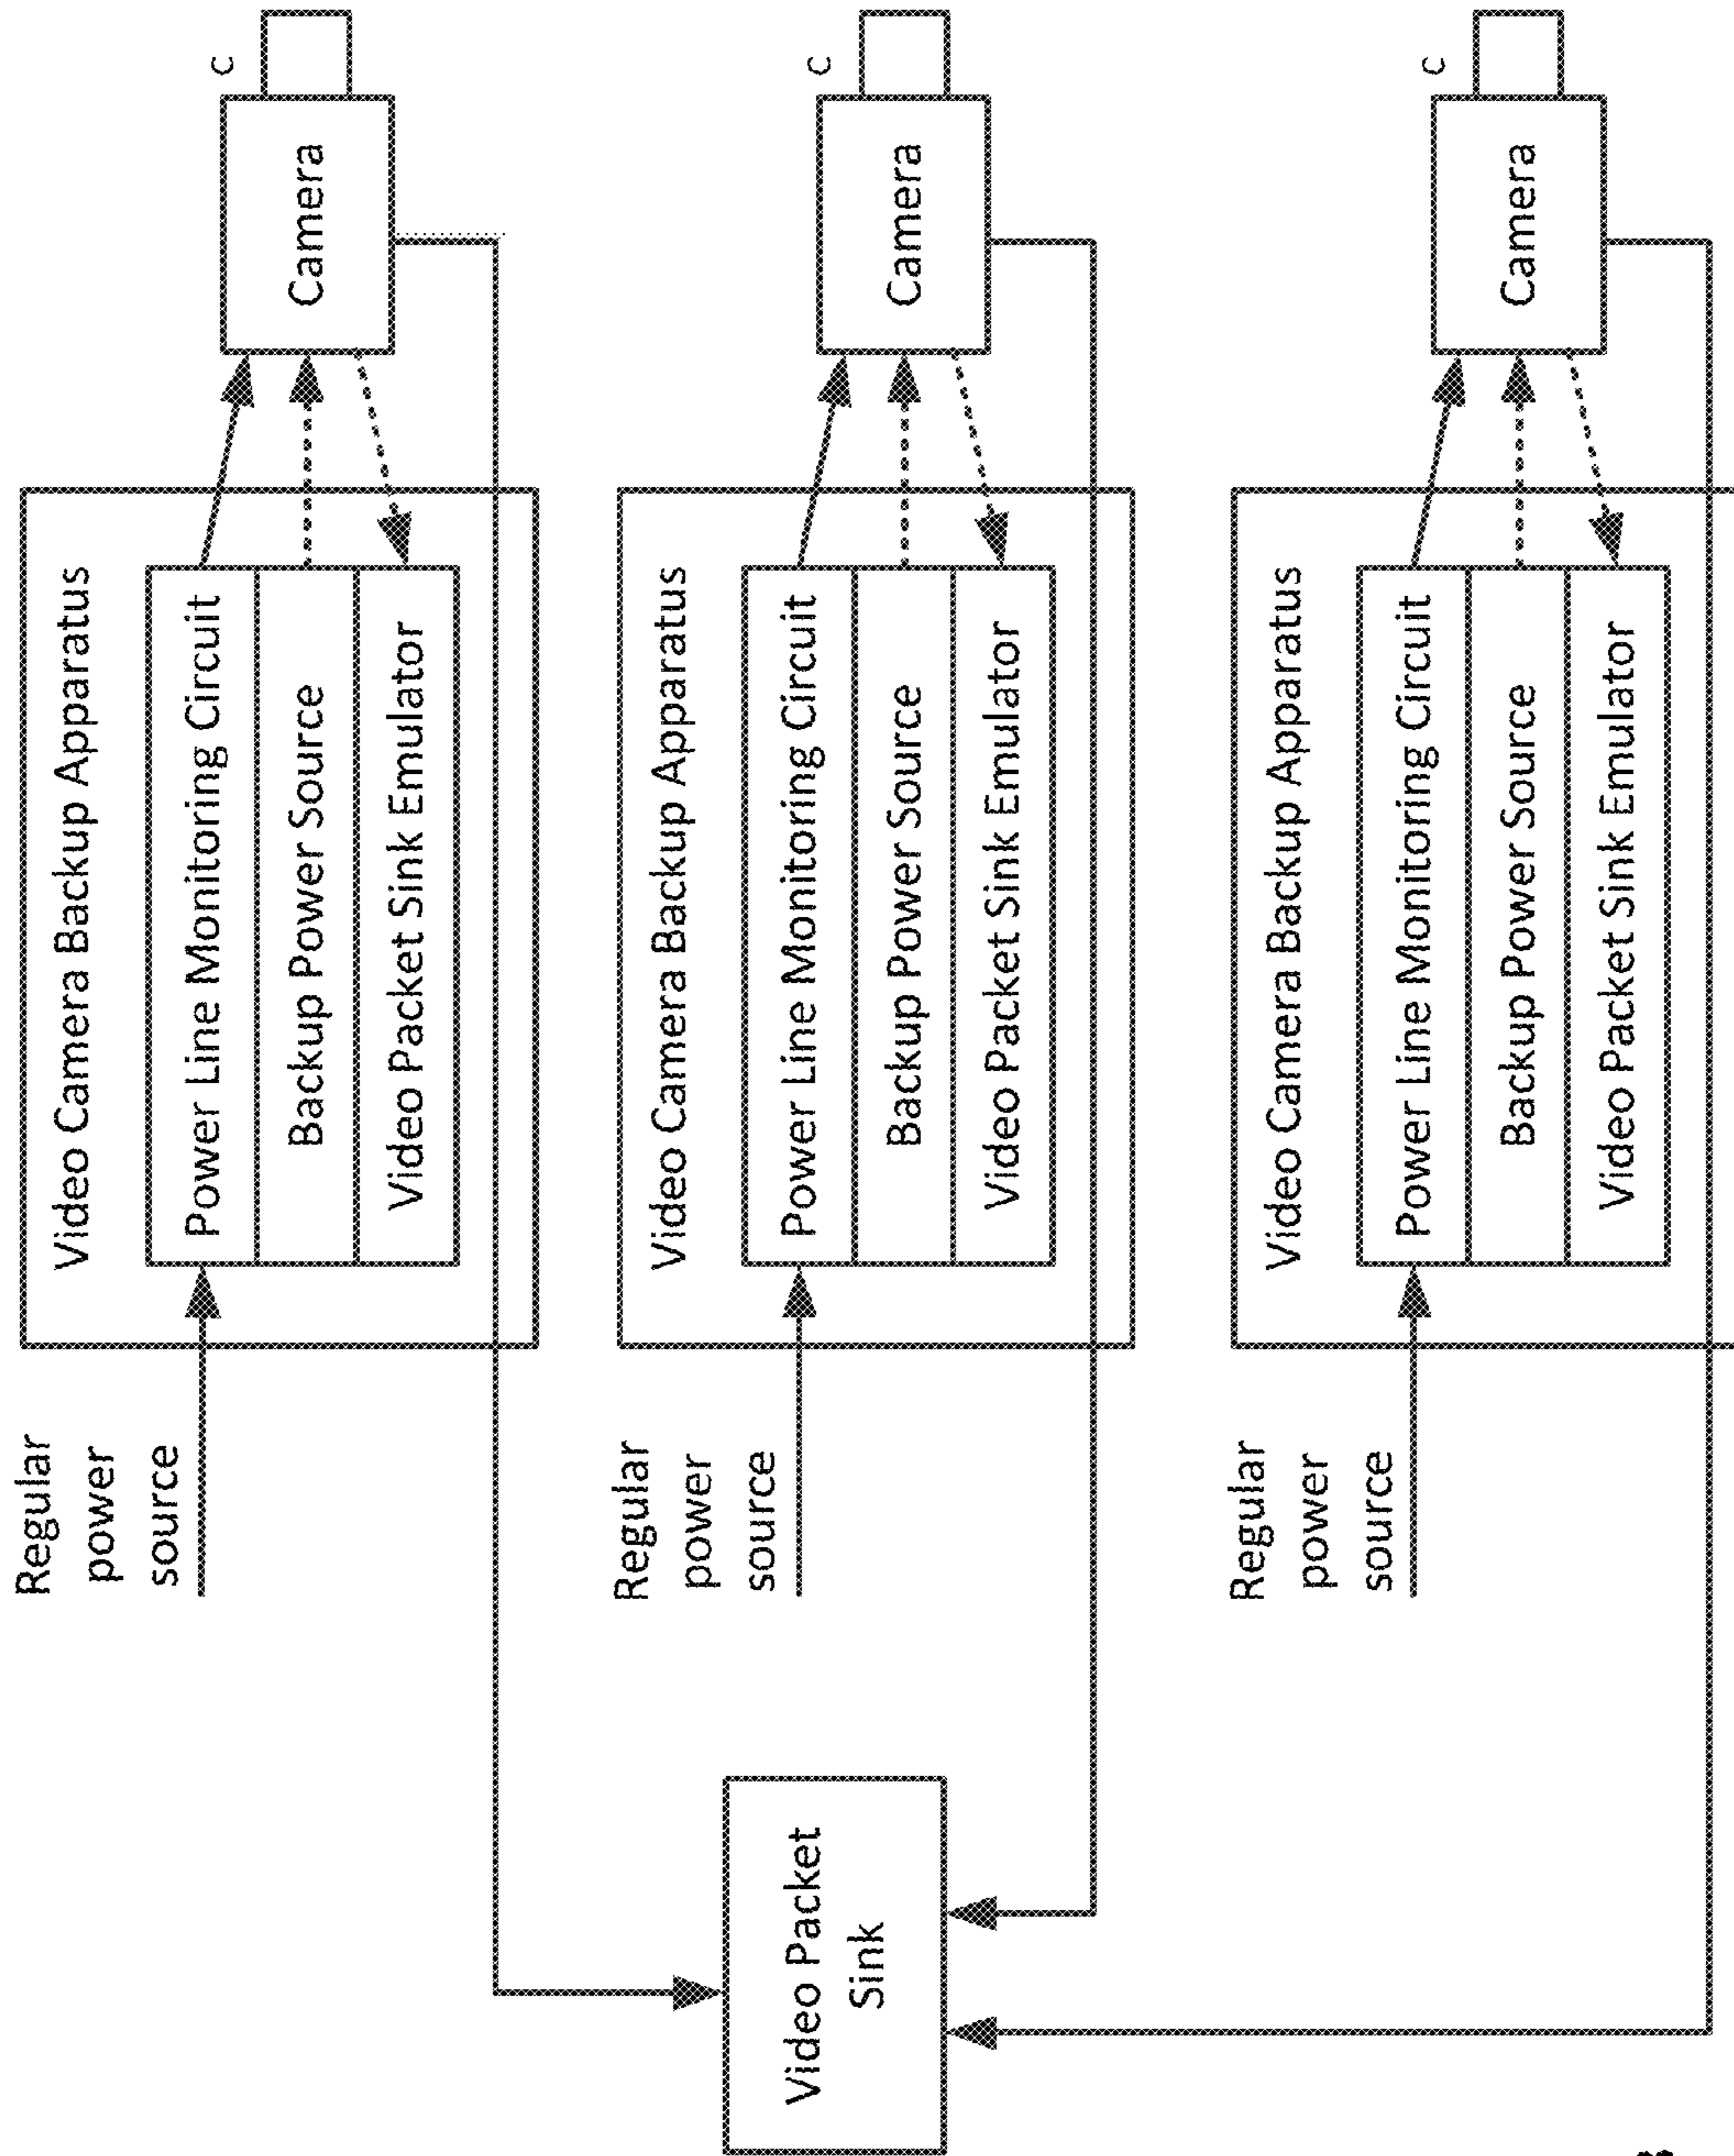 Regular
power
source
Video Camera Backup Apparatus
Power Line Monitoring Circuit
Backup Power Source
Video Packet Sink Emulator
Camera
C
Regular
power
source
Video Camera Backup Apparatus
Power Line Monitoring Circuit
Backup Power Source
Video Packet Sink Emulator
Camera
C
Video Packet
Sink
Regular
power
source
Video Camera Backup Apparatus
Power Line Monitoring Circuit
Backup Power Source
Video Packet Sink Emulator
Camera
C